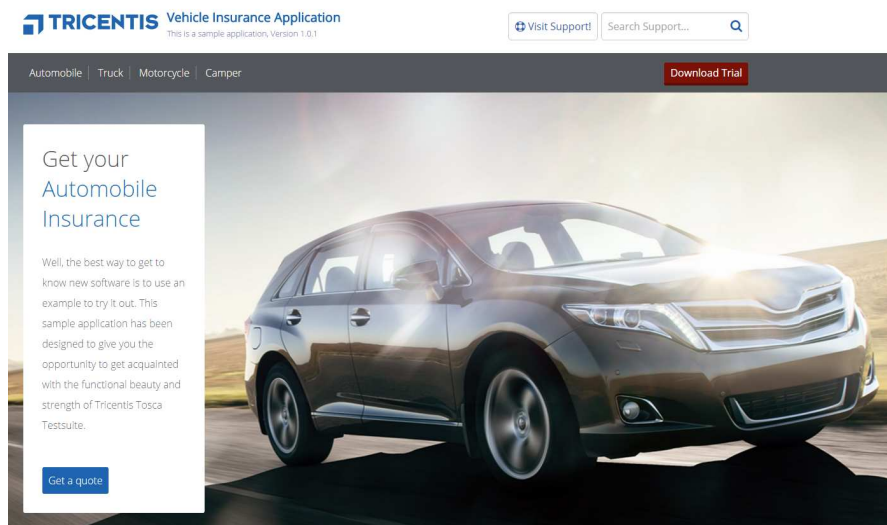 TRICENTIS
Vehicle Insurance Application
This is a sample application, Version 1.0.1
Visit Support!
Search Support...
Automobile
Truck
Motorcycle
Camper
Download Trial
Get your
Automobile
Insurance
Well, the best way to get to
know new software is to use an
example to try it out. This
sample application has been
designed to give you the
opportunity to get acquainted
with the functional beauty and
strength of Tricentis Tosca
Testsuite.
Get a quote